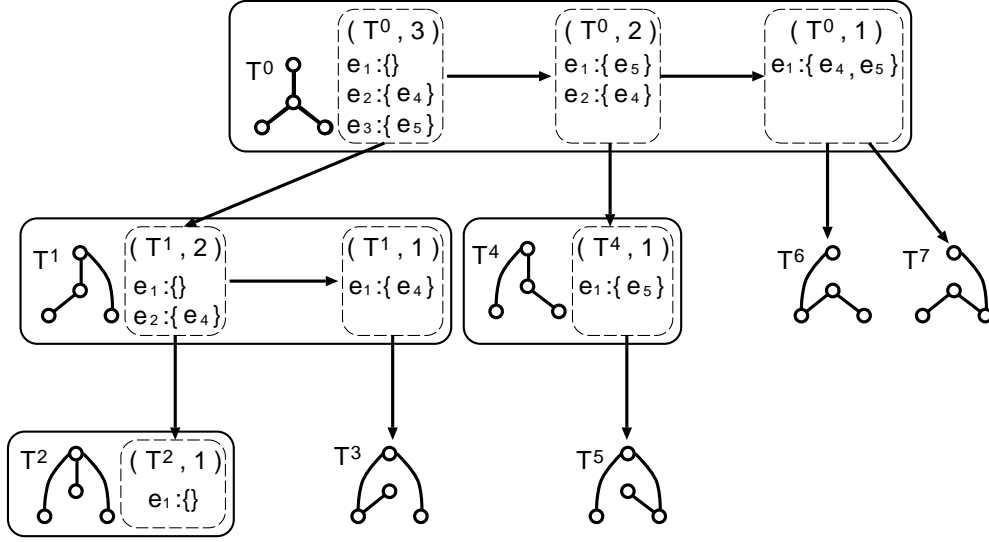 T⁰
(T⁰, 3)
e₁:{}
e₂:{e₄}
e₃:{e₅}
(T⁰, 2)
e₁:{e₅}
e₂:{e₄}
(T⁰, 1)
e₁:{e₄,e₅}
T¹
(T¹, 2)
e₁:{}
e₂:{e₄}
(T¹, 1)
e₁:{e₄}
T⁴
(T⁴, 1)
e₁:{e₅}
T⁶
T⁷
T²
(T², 1)
e₁:{}
T³
T⁵